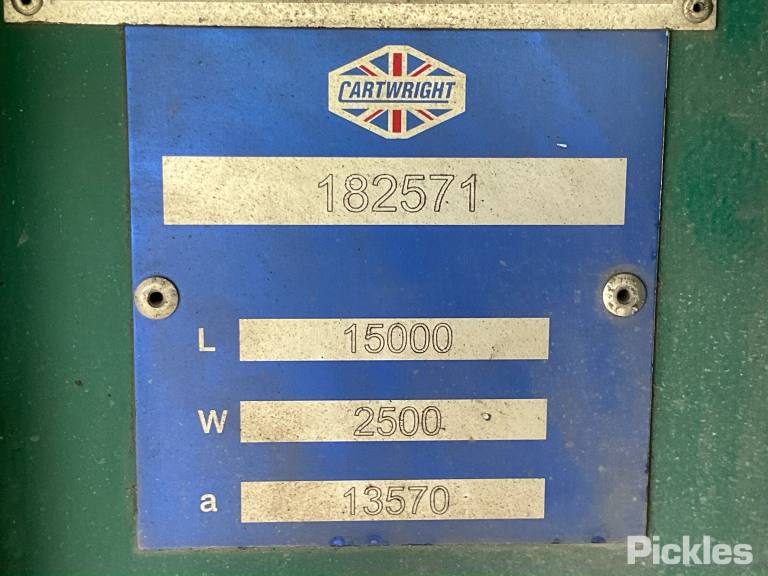 CARTWRIGHT
182571
L 15000
W 2500
a 13570
Pickles